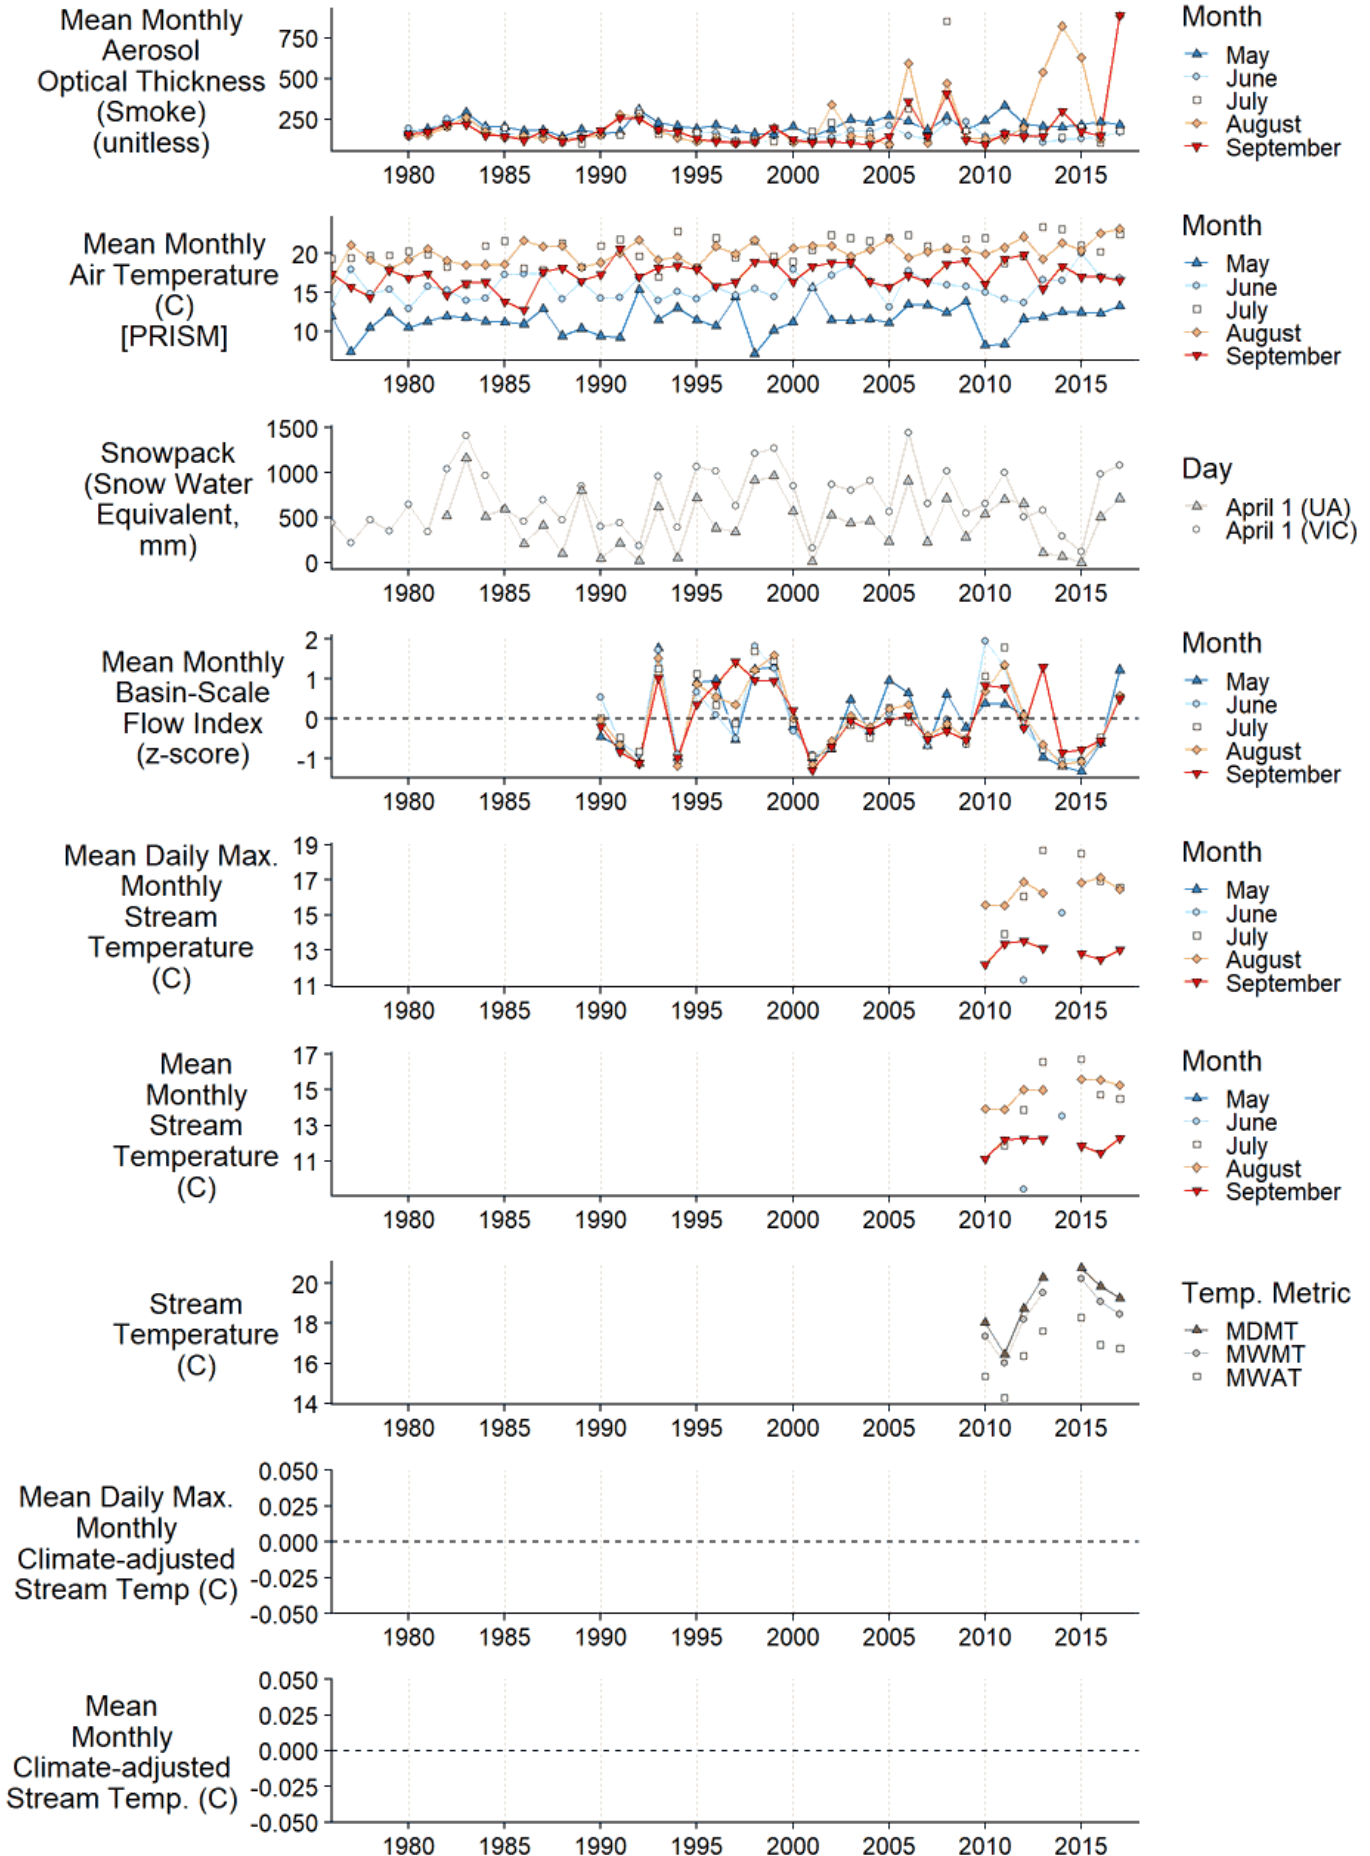 Mean Monthly
Aerosol
Optical Thickness
(Smoke)
(unitless)
750
500
250
1980 1985 1990 1995 2000 2005 2010 2015
Month
May
June
July
August
September
Mean Monthly
Air Temperature
(C)
[PRISM]
20
15
10
1980 1985 1990 1995 2000 2005 2010 2015
Month
May
June
July
August
September
Snowpack
(Snow Water
Equivalent,
mm)
1500
1000
500
0
1980 1985 1990 1995 2000 2005 2010 2015
Day
April 1 (UA)
April 1 (VIC)
Mean Monthly
Basin-Scale
Flow Index
(z-score)
2
1
0
-1
1980 1985 1990 1995 2000 2005 2010 2015
Month
May
June
July
August
September
Mean Daily Max.
Monthly
Stream
Temperature
(C)
19
17
15
13
11
1980 1985 1990 1995 2000 2005 2010 2015
Month
May
June
July
August
September
Mean
Monthly
Stream
Temperature
(C)
17
15
13
11
1980 1985 1990 1995 2000 2005 2010 2015
Month
May
June
July
August
September
Stream
Temperature
(C)
20
18
16
14
1980 1985 1990 1995 2000 2005 2010 2015
Temp. Metric
MDMT
MWMT
MWAT
Mean Daily Max.
Monthly
Climate-adjusted
Stream Temp (C)
0.050
0.025
0.000
-0.025
-0.050
1980 1985 1990 1995 2000 2005 2010 2015
Mean
Monthly
Climate-adjusted
Stream Temp. (C)
0.050
0.025
0.000
-0.025
-0.050
1980 1985 1990 1995 2000 2005 2010 2015